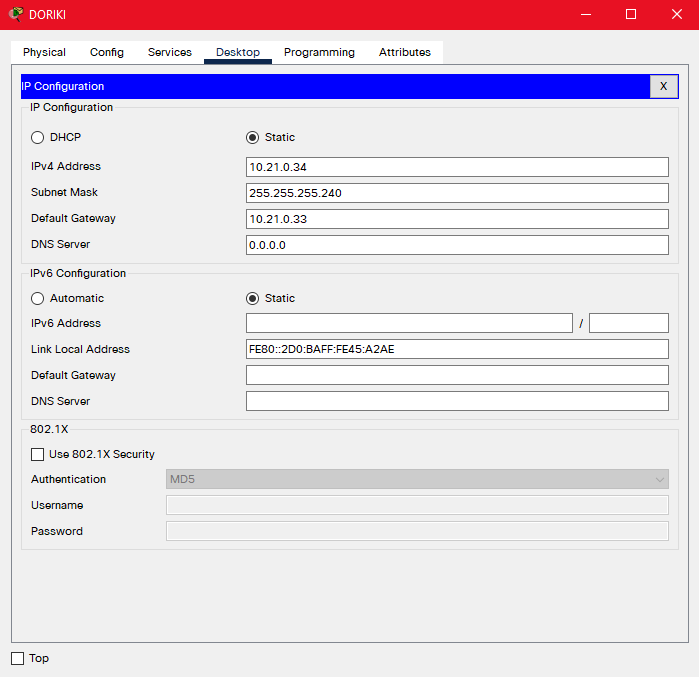 DORIKI
Physical Config Services Desktop Programming Attributes
IP Configuration X
IP Configuration
DHCP Static
IPv4 Address 10.21.0.34
Subnet Mask 255.255.255.240
Default Gateway 10.21.0.33
DNS Server 0.0.0.0
IPv6 Configuration
Automatic Static
IPv6 Address /
Link Local Address FE80::2D0:BAFF:FE45:A2AE
Default Gateway
DNS Server
802.1X
Use 802.1X Security
Authentication MD5
Username
Password
Top